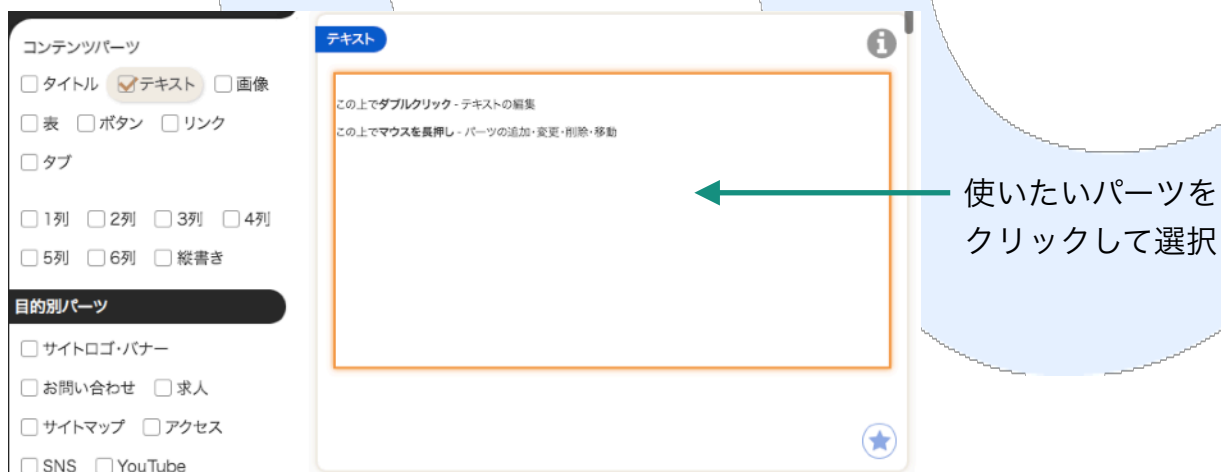 コンテンツパーツ
タイトル テキスト 画像
表 ボタン リンク
タブ
1列 2列 3列 4列
5列 6列 縦書き
目的別パーツ
サイトロゴ・バナー
お問い合わせ 求人
サイトマップ アクセス
SNS YouTube
テキスト
この上でダブルクリック - テキストの編集
この上でマウスを長押し - パーツの追加・変更・削除・移動
使いたいパーツを
クリックして選択